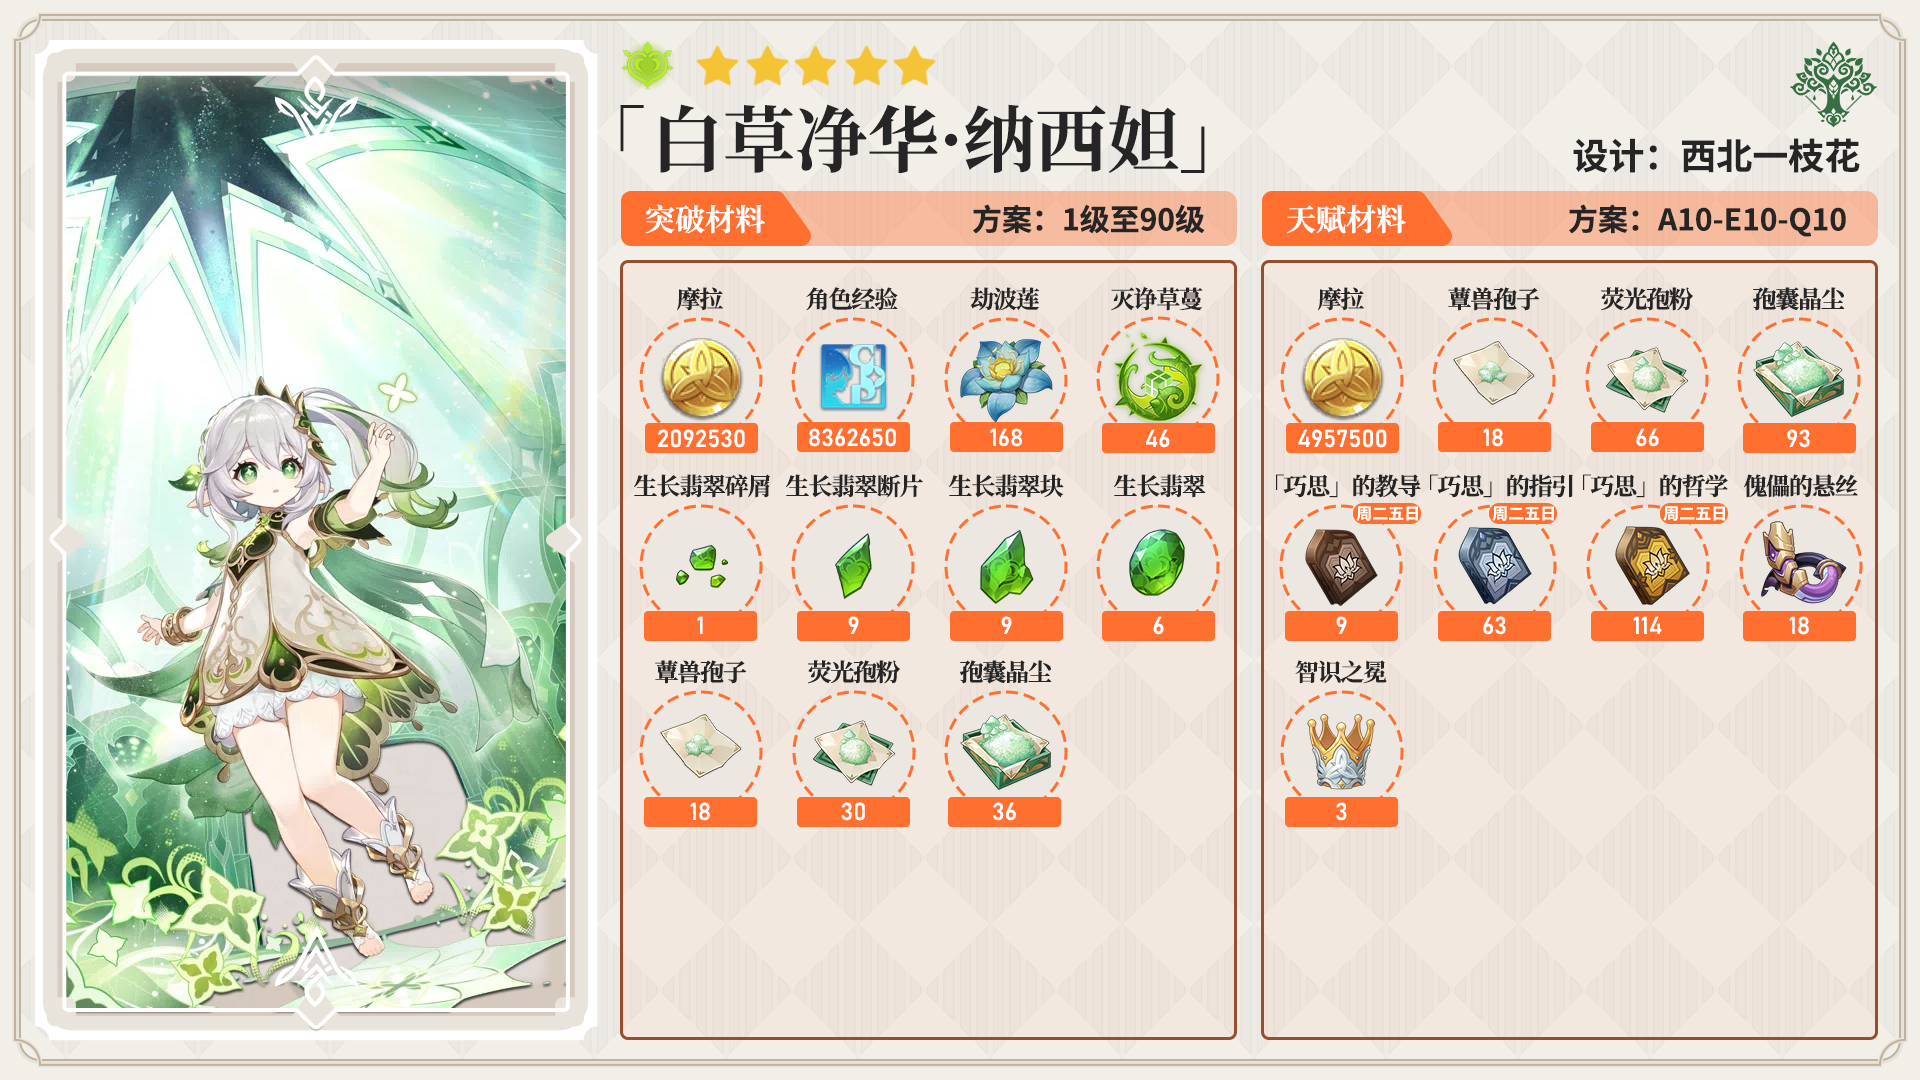 「白草净华·纳西妲」
设计：西北一枝花
突破材料
方案：1级至90级
摩拉
角色经验
劫波莲
灭诤草蔓
2092530
8362650
168
46
生长翡翠碎屑
生长翡翠断片
生长翡翠块
生长翡翠
1
9
9
6
蕈兽孢子
荧光孢粉
孢囊晶尘
18
30
36
天赋材料
方案：A10-E10-Q10
摩拉
蕈兽孢子
荧光孢粉
孢囊晶尘
4957500
18
66
93
「巧思」的教导
「巧思」的指引
「巧思」的哲学
傀儡的悬丝
周二五日
周二五日
周二五日
9
63
114
18
智识之冕
3